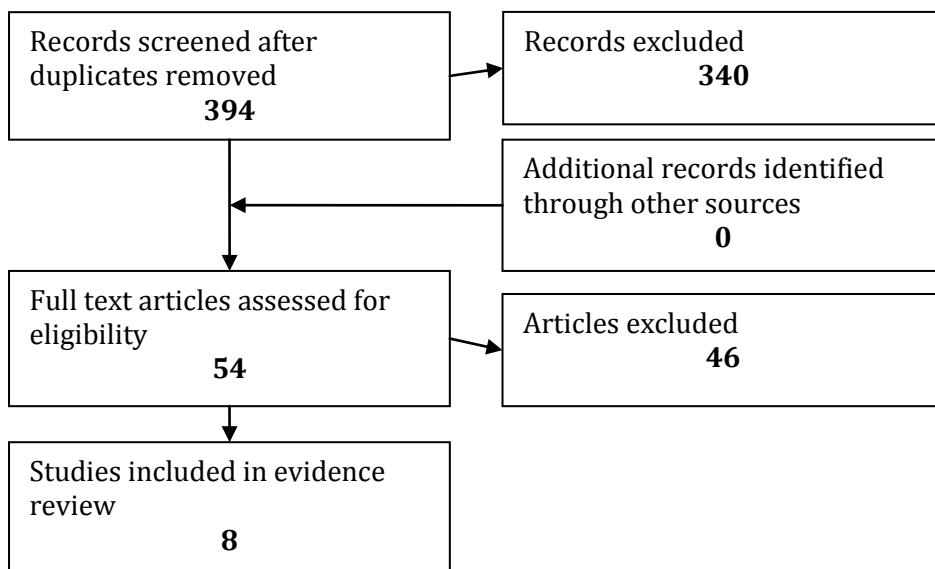 Records screened after
duplicates removed
394
Records excluded
340
Additional records identified
through other sources
0
Full text articles assessed for
eligibility
54
Articles excluded
46
Studies included in evidence
review
8